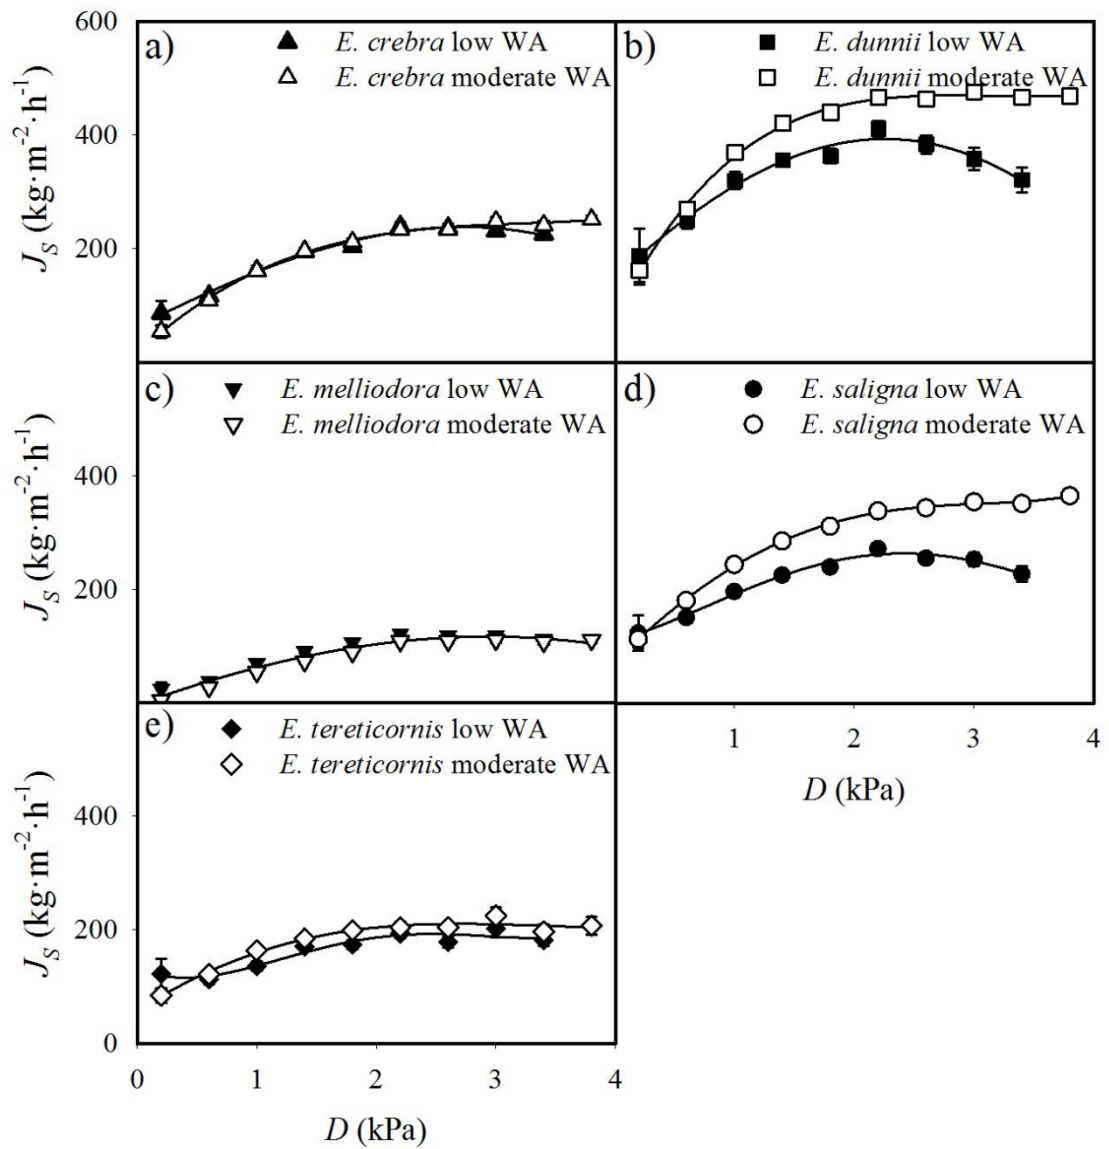 600
a)
E. crebra low WA
E. crebra moderate WA
b)
E. dunnii low WA
E. dunnii moderate WA
J_S (kg·m⁻²·h⁻¹)
400
200
c)
E. melliodora low WA
E. melliodora moderate WA
d)
E. saligna low WA
E. saligna moderate WA
J_S (kg·m⁻²·h⁻¹)
400
200
1 2 3 4
D (kPa)
e)
E. tereticornis low WA
E. tereticornis moderate WA
J_S (kg·m⁻²·h⁻¹)
400
200
0
0 1 2 3 4
D (kPa)